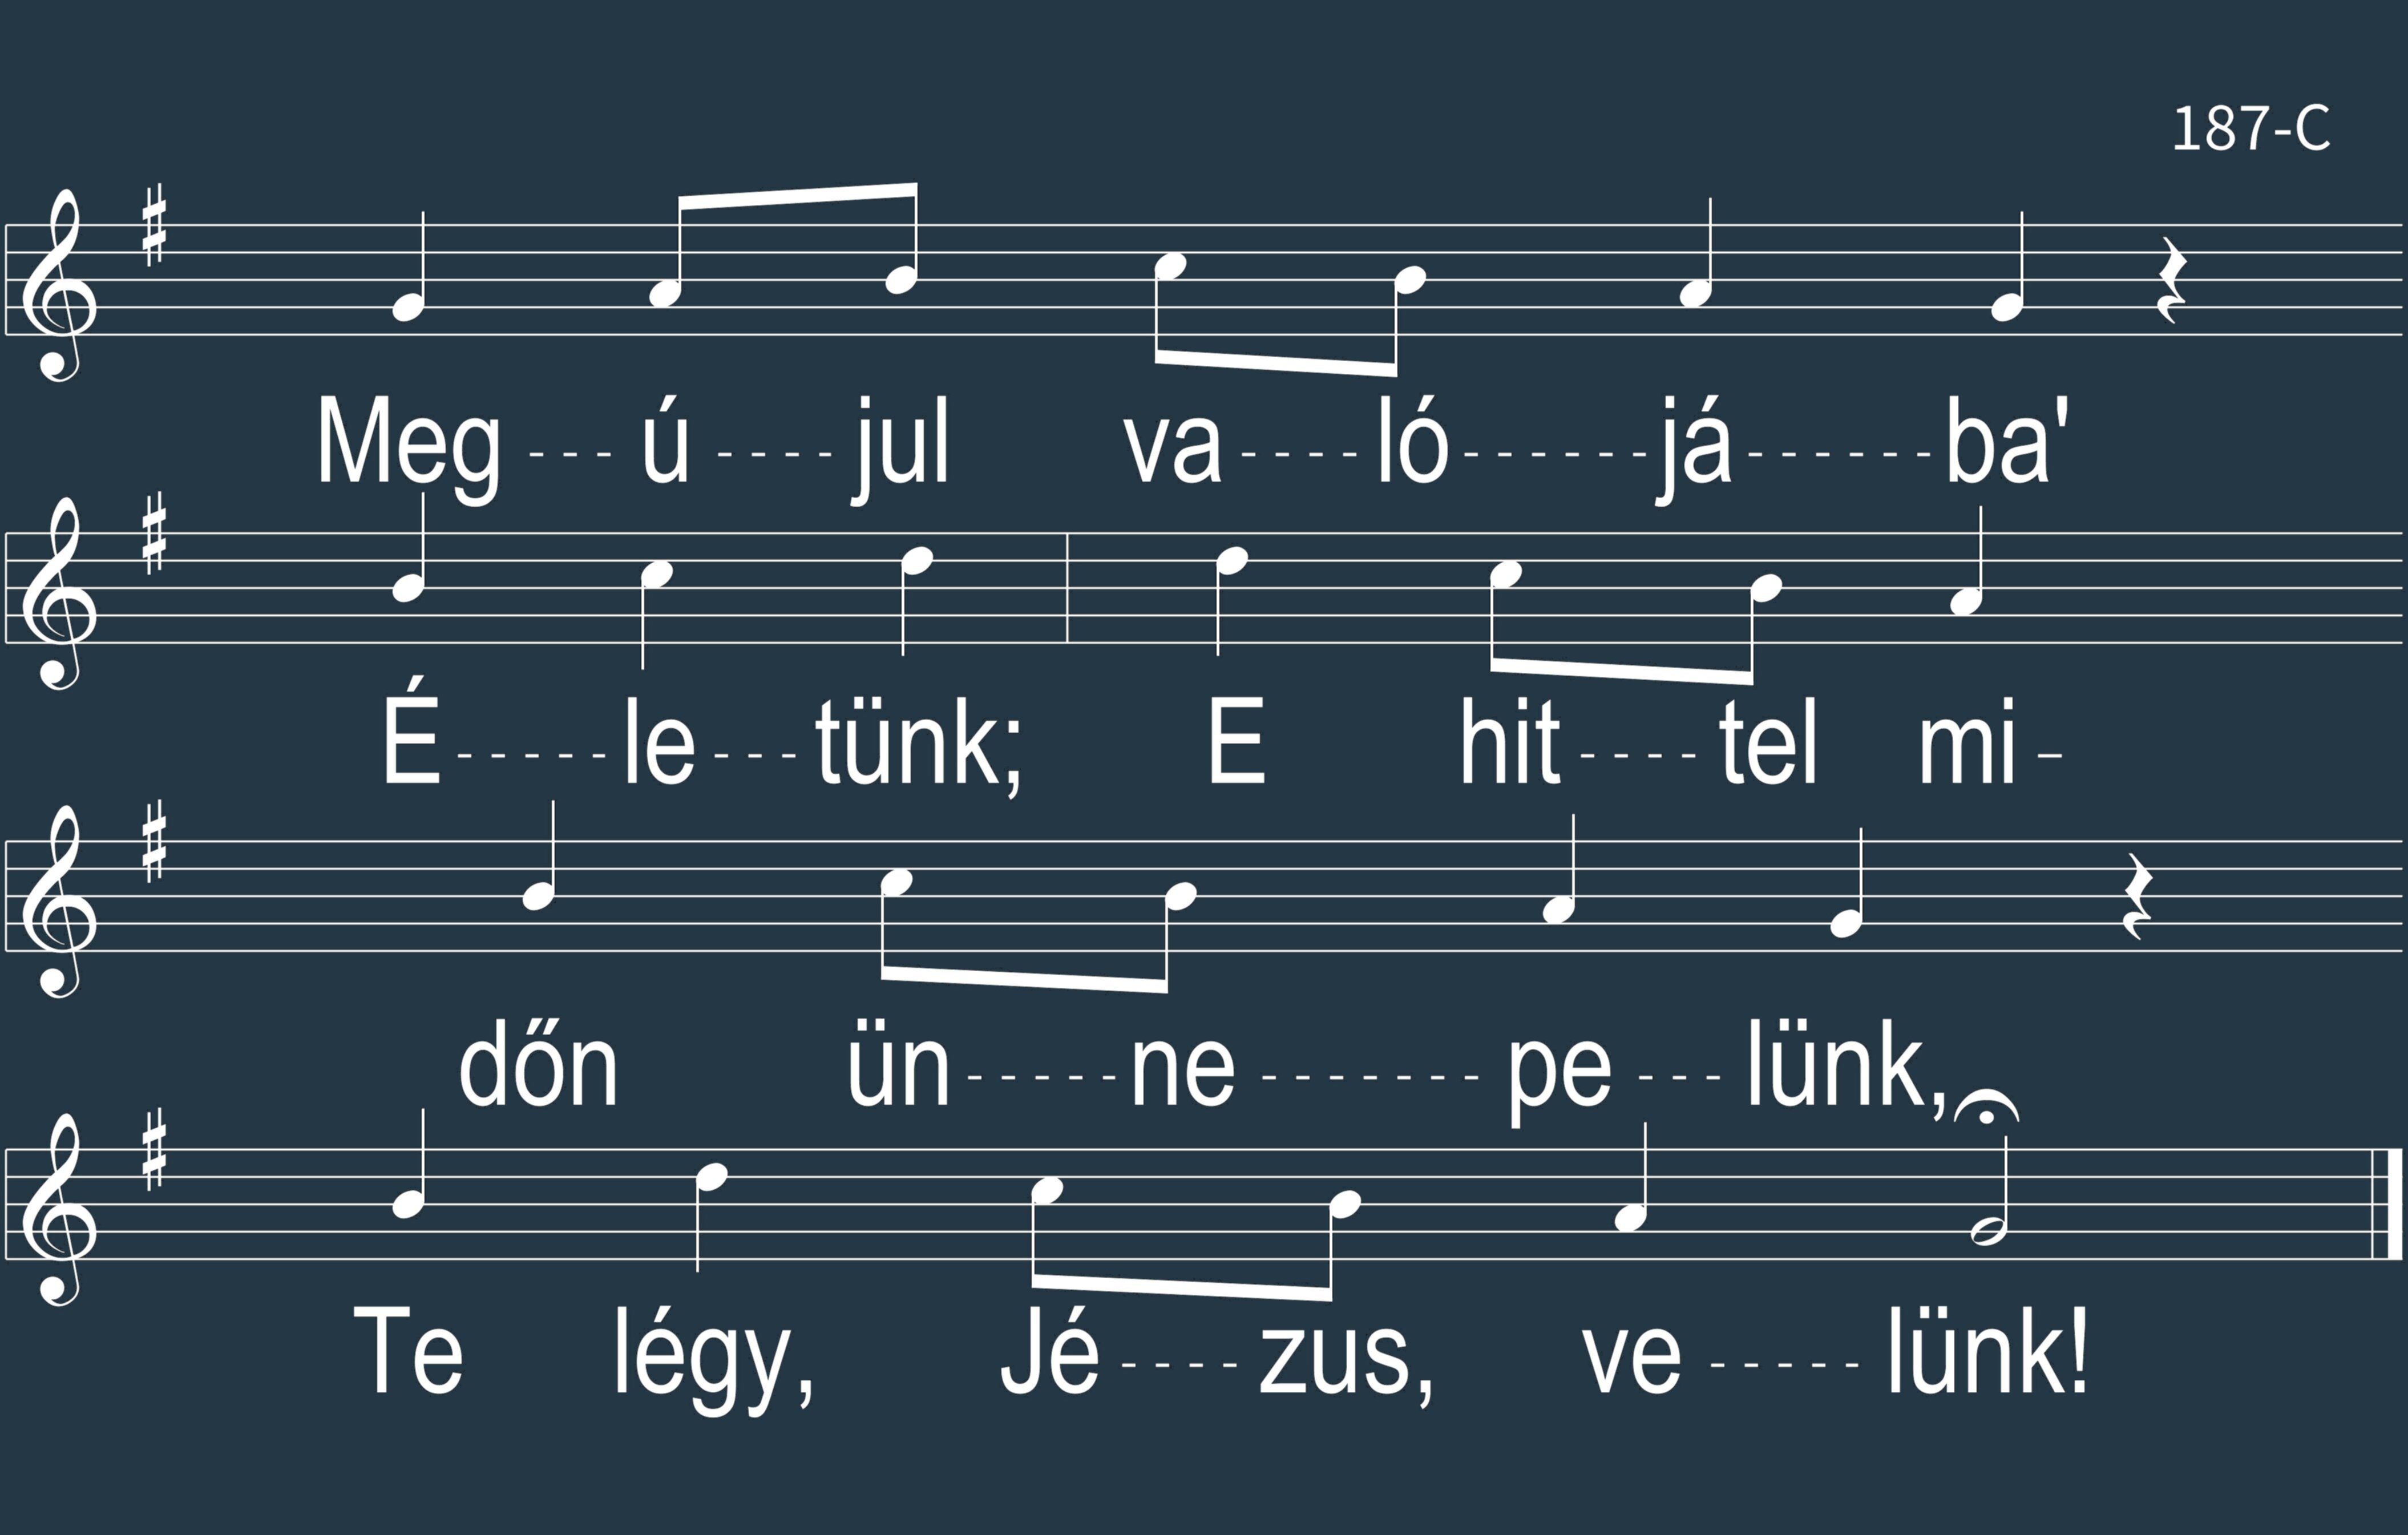 187-C
Meg --- ú ---- jul va ---- ló ------ já ------ ba'
É ----- le --- tünk; E hit ---- tel mi -
dőn ün ----- ne ------- pe --- lünk,
Te légy, Jé ---- zus, ve ----- lünk!